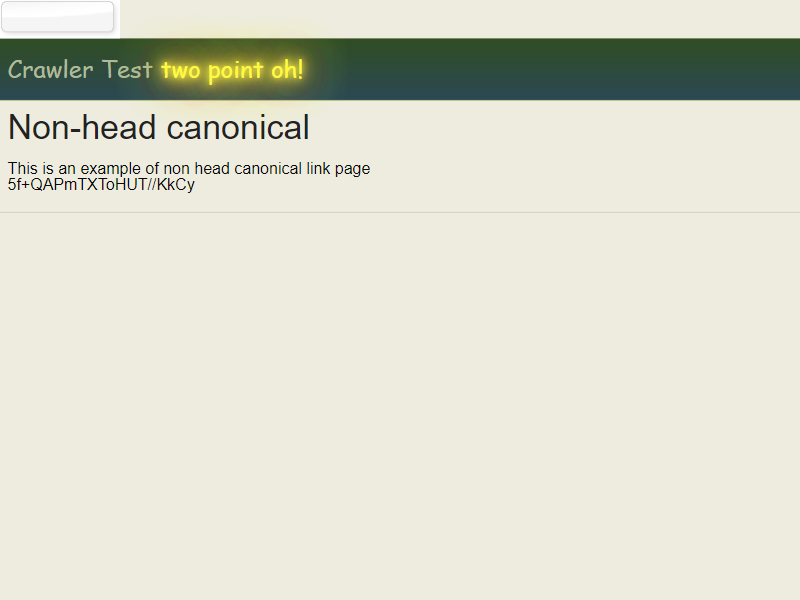 Crawler Test two point oh!
Non-head canonical
This is an example of non head canonical link page
5f+QAPmTXToHUT//KkCy